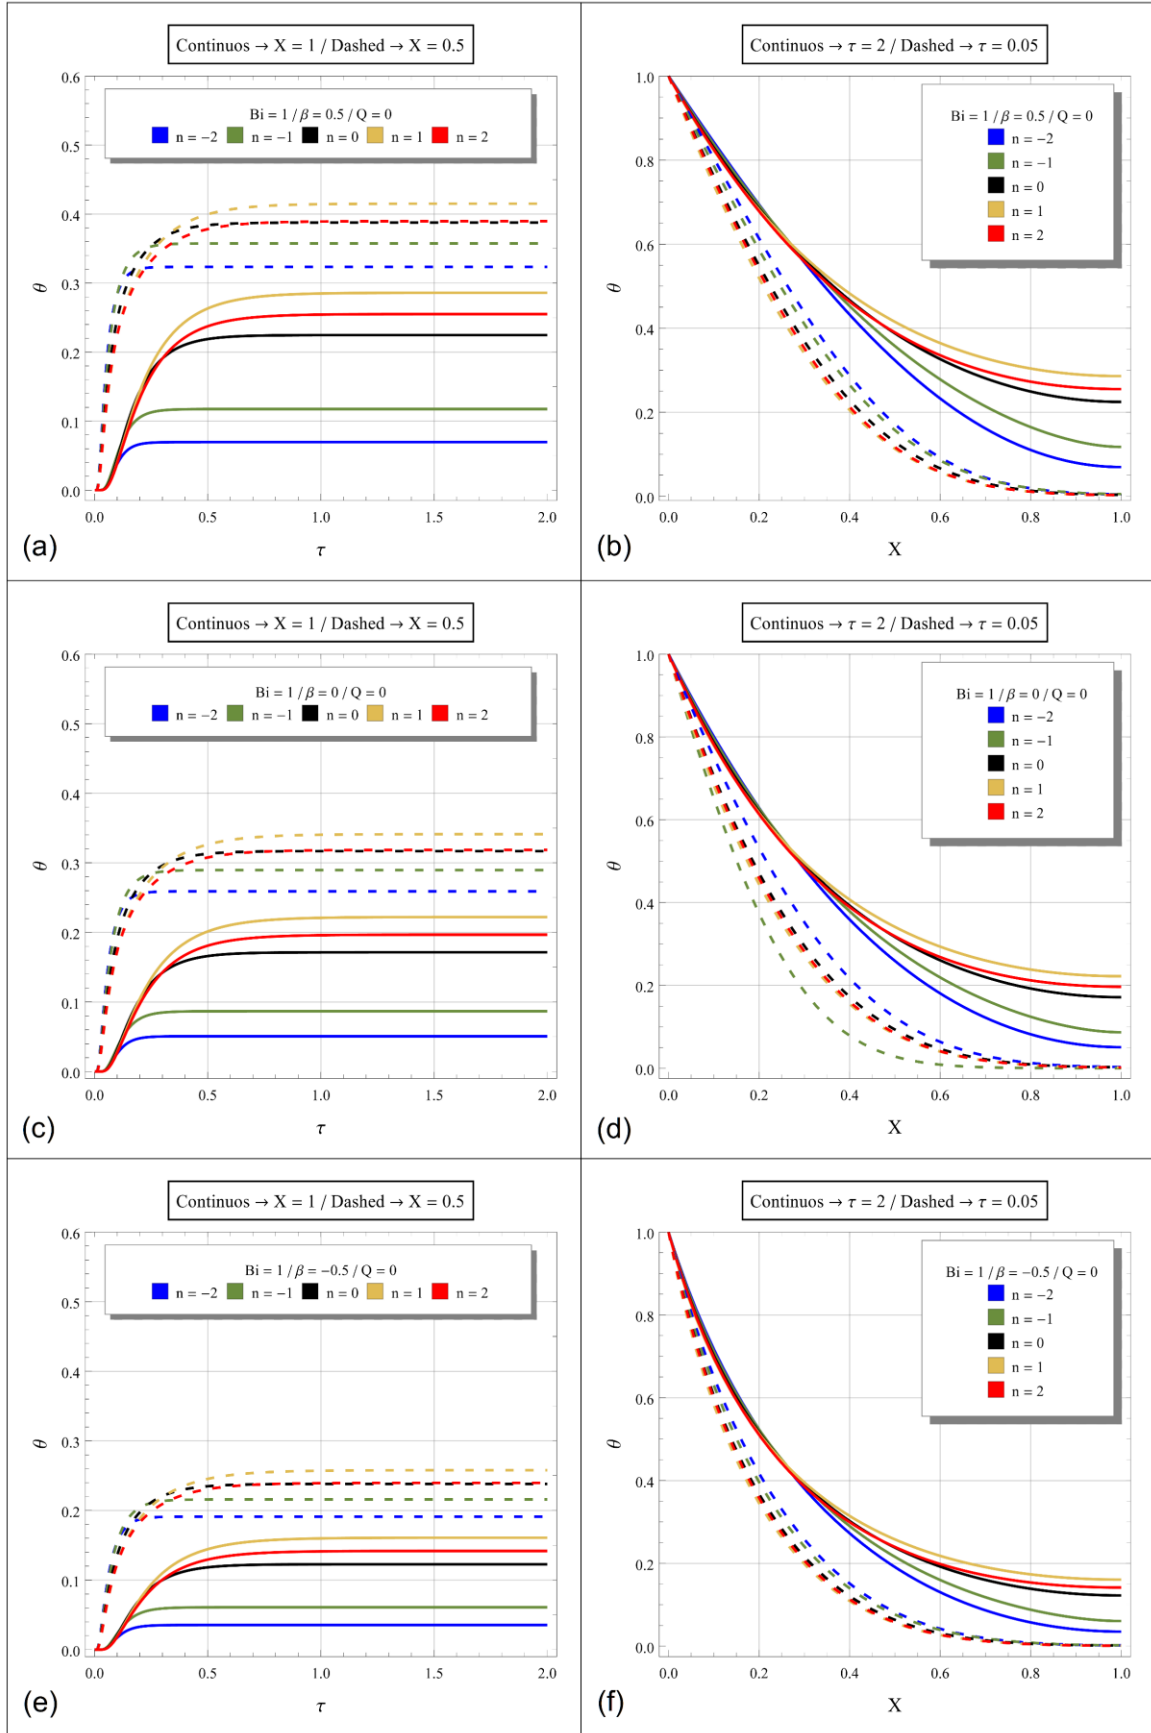 Continuos → X = 1 / Dashed → X = 0.5
Bi = 1 / β = 0.5 / Q = 0
n = −2 n = −1 n = 0 n = 1 n = 2
0.6
0.5
0.4
0.3
0.2
0.1
0.0
θ
0.0 0.5 1.0 1.5 2.0
τ
(a)
Continuos → τ = 2 / Dashed → τ = 0.05
Bi = 1 / β = 0.5 / Q = 0
n = −2
n = −1
n = 0
n = 1
n = 2
1.0
0.8
0.6
0.4
0.2
0.0
θ
0.0 0.2 0.4 0.6 0.8 1.0
X
(b)
Continuos → X = 1 / Dashed → X = 0.5
Bi = 1 / β = 0 / Q = 0
n = −2 n = −1 n = 0 n = 1 n = 2
0.6
0.5
0.4
0.3
0.2
0.1
0.0
θ
0.0 0.5 1.0 1.5 2.0
τ
(c)
Continuos → τ = 2 / Dashed → τ = 0.05
Bi = 1 / β = 0 / Q = 0
n = −2
n = −1
n = 0
n = 1
n = 2
1.0
0.8
0.6
0.4
0.2
0.0
θ
0.0 0.2 0.4 0.6 0.8 1.0
X
(d)
Continuos → X = 1 / Dashed → X = 0.5
Bi = 1 / β = −0.5 / Q = 0
n = −2 n = −1 n = 0 n = 1 n = 2
0.6
0.5
0.4
0.3
0.2
0.1
0.0
θ
0.0 0.5 1.0 1.5 2.0
τ
(e)
Continuos → τ = 2 / Dashed → τ = 0.05
Bi = 1 / β = −0.5 / Q = 0
n = −2
n = −1
n = 0
n = 1
n = 2
1.0
0.8
0.6
0.4
0.2
0.0
θ
0.0 0.2 0.4 0.6 0.8 1.0
X
(f)